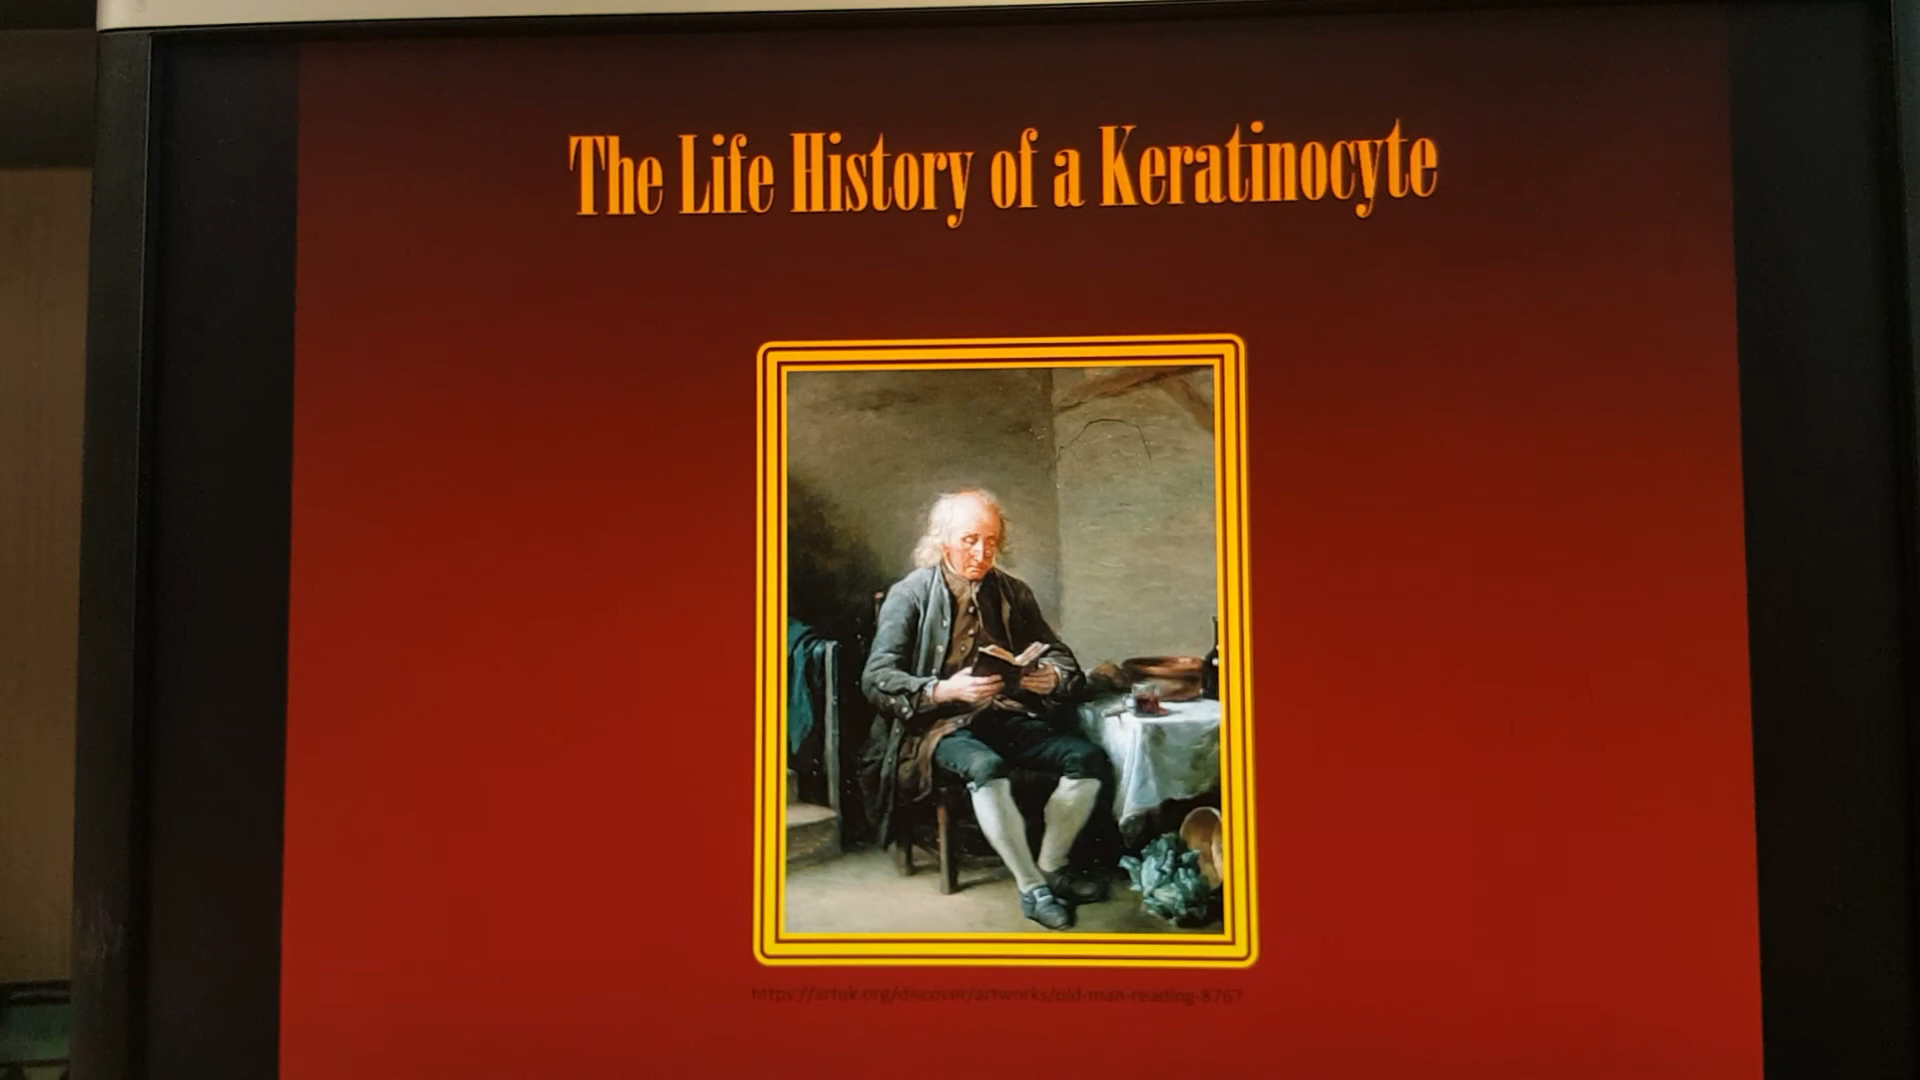 The Life History of a Keratinocyte
https://artuk.org/discover/artworks/old-man-reading-8767